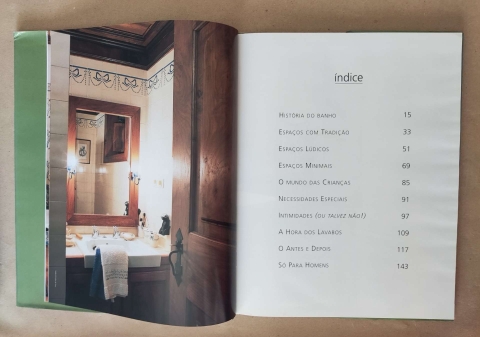 índice
HISTÓRIA DO BANHO 15
ESPAÇOS COM TRADIÇÃO 33
ESPAÇOS LÚDICOS 51
ESPAÇOS MINIMAIS 69
O MUNDO DAS CRIANÇAS 85
NECESSIDADES ESPECIAIS 91
INTIMIDADES (OU TALVEZ NÃO!) 97
A HORA DOS LAVABOS 109
O ANTES E DEPOIS 117
SÓ PARA HOMENS 143